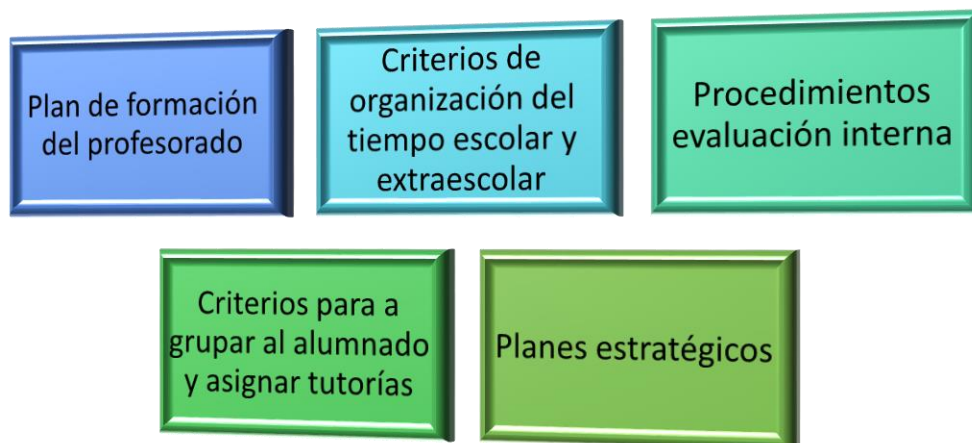 Plan de formación
del profesorado
Criterios de
organización del
tiempo escolar y
extraescolar
Procedimientos
evaluación interna
Criterios para a
grupar al alumnado
y asignar tutorías
Planes estratégicos